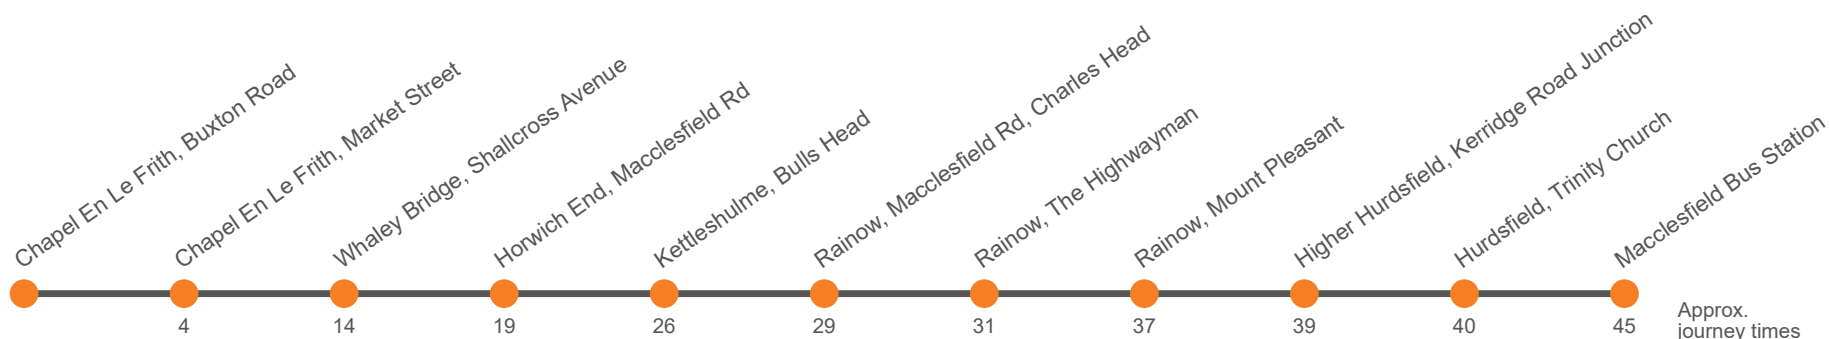 Chapel En Le Frith, Buxton Road
Chapel En Le Frith, Market Street
Whaley Bridge, Shallcross Avenue
Horwich End, Macclesfield Rd
Kettleshulme, Bulls Head
Rainow, Macclesfield Rd, Charles Head
Rainow, The Highwayman
Rainow, Mount Pleasant
Higher Hurdsfield, Kerridge Road Junction
Hurdsfield, Trinity Church
Macclesfield Bus Station
4
14
19
26
29
31
37
39
40
45
Approx.
journey times